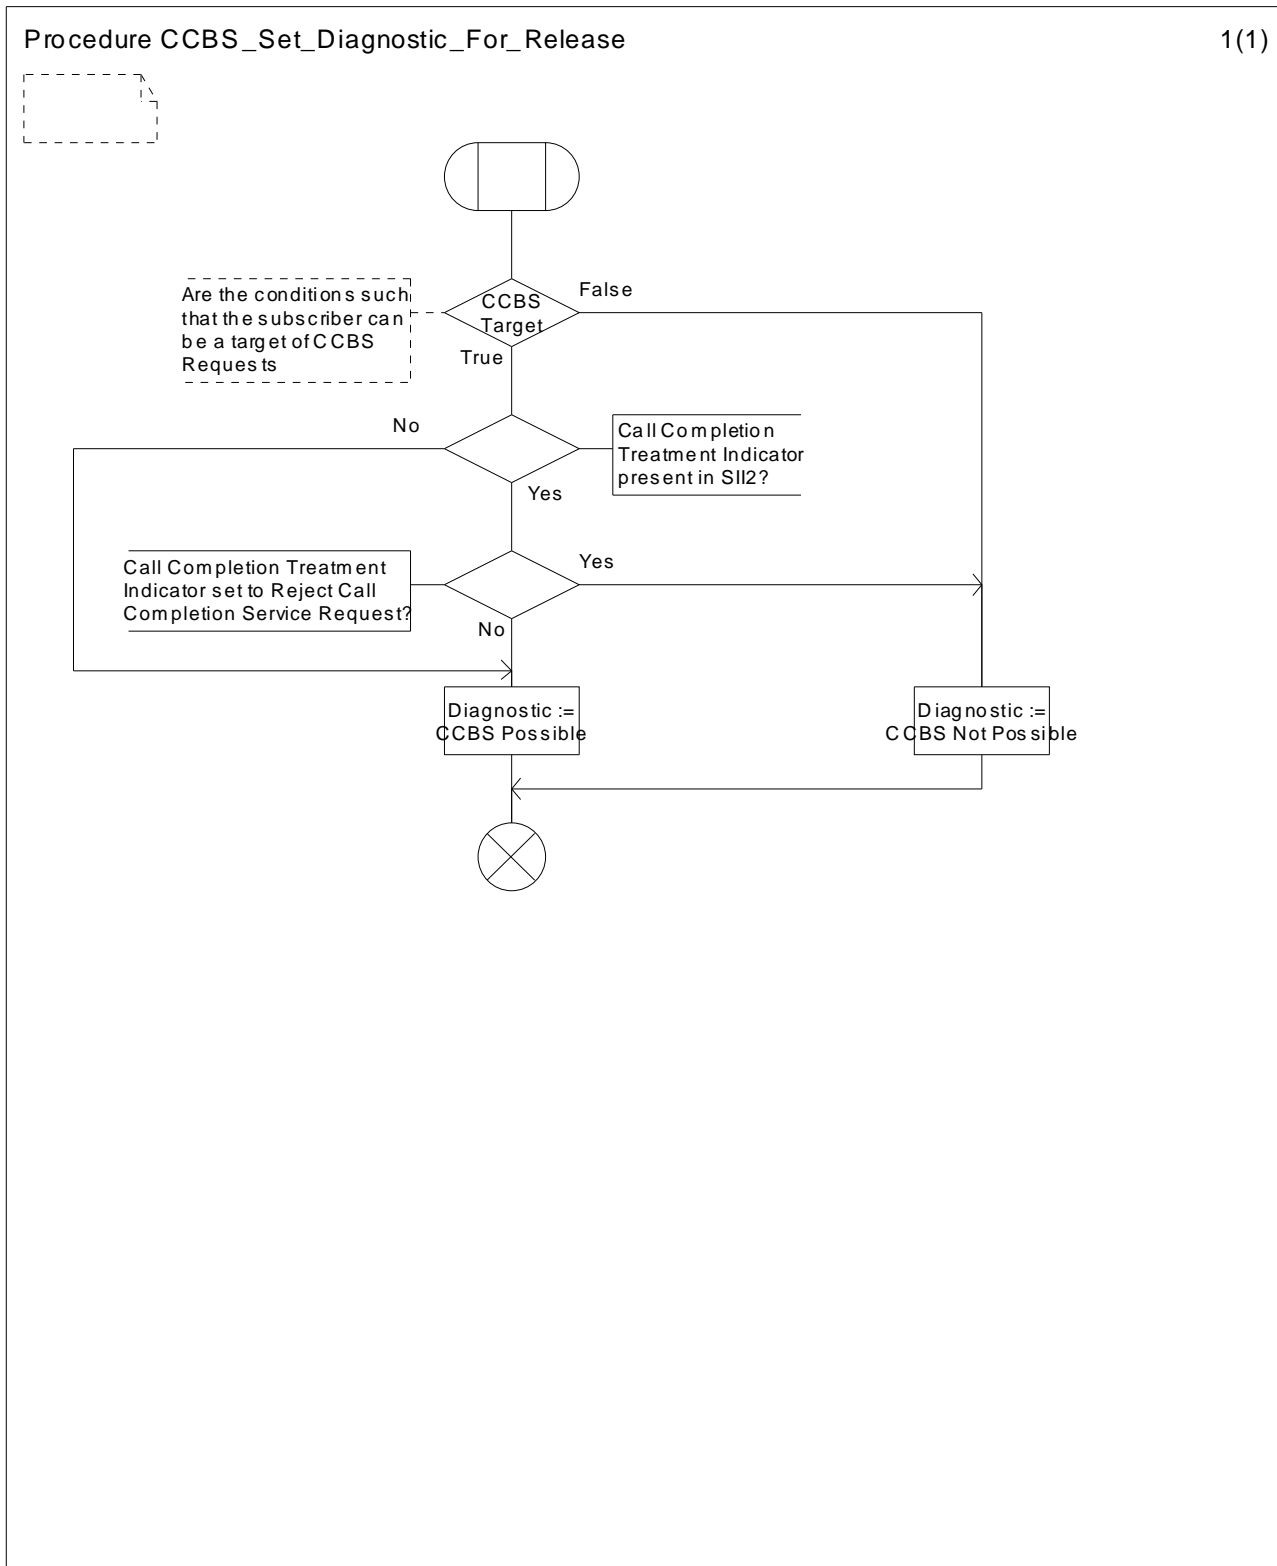 Procedure CCBS_Set_Diagnostic_For_Release
1(1)
Are the conditions such
that the subscriber can
be a target of CCBS
Requests
CCBS
Target
False
True
No
Call Completion
Treatment Indicator
present in SII2?
Yes
Call Completion Treatment
Indicator set to Reject Call
Completion Service Request?
Yes
No
Diagnostic :=
CCBS Possible
Diagnostic :=
CCBS Not Possible